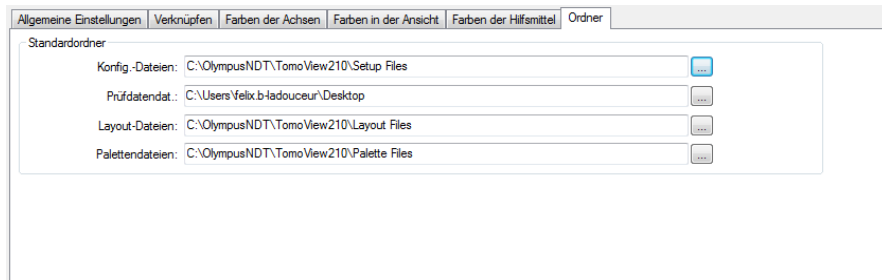 Allgemeine Einstellungen Verknüpfen Farben der Achsen Farben in der Ansicht Farben der Hilfsmittel Ordner
Standardordner
Konfig.-Dateien: C:\OlympusNDT\TomoView210\Setup Files ...
Prüfdatendat.: C:\Users\felix.b-ladouceur\Desktop ...
Layout-Dateien: C:\OlympusNDT\TomoView210\Layout Files ...
Palettendateien: C:\OlympusNDT\TomoView210\Palette Files ...